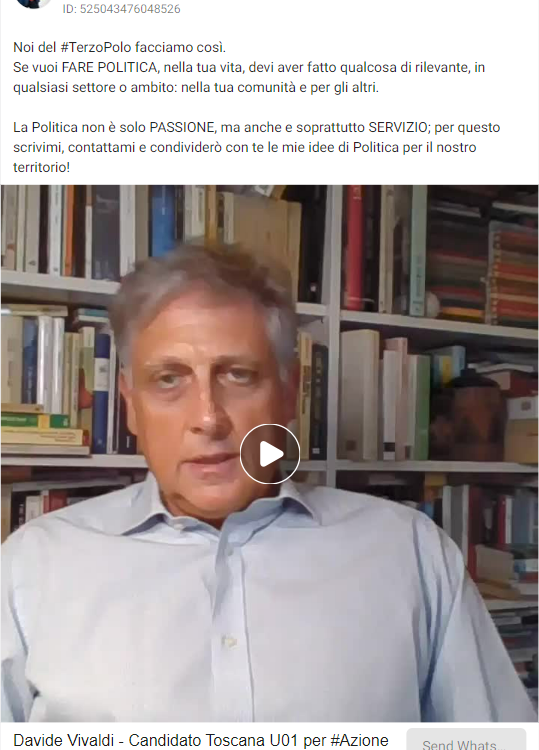 ID: 525043476048526
Noi del #TerzoPolo facciamo così.
Se vuoi FARE POLITICA, nella tua vita, devi aver fatto qualcosa di rilevante, in
qualsiasi settore o ambito: nella tua comunità e per gli altri.
La Politica non è solo PASSIONE, ma anche e soprattutto SERVIZIO; per questo
scrivimi, contattami e condividerò con te le mie idee di Politica per il nostro
territorio!
Davide Vivaldi - Candidato Toscana U01 per #Azione
Send Whats...